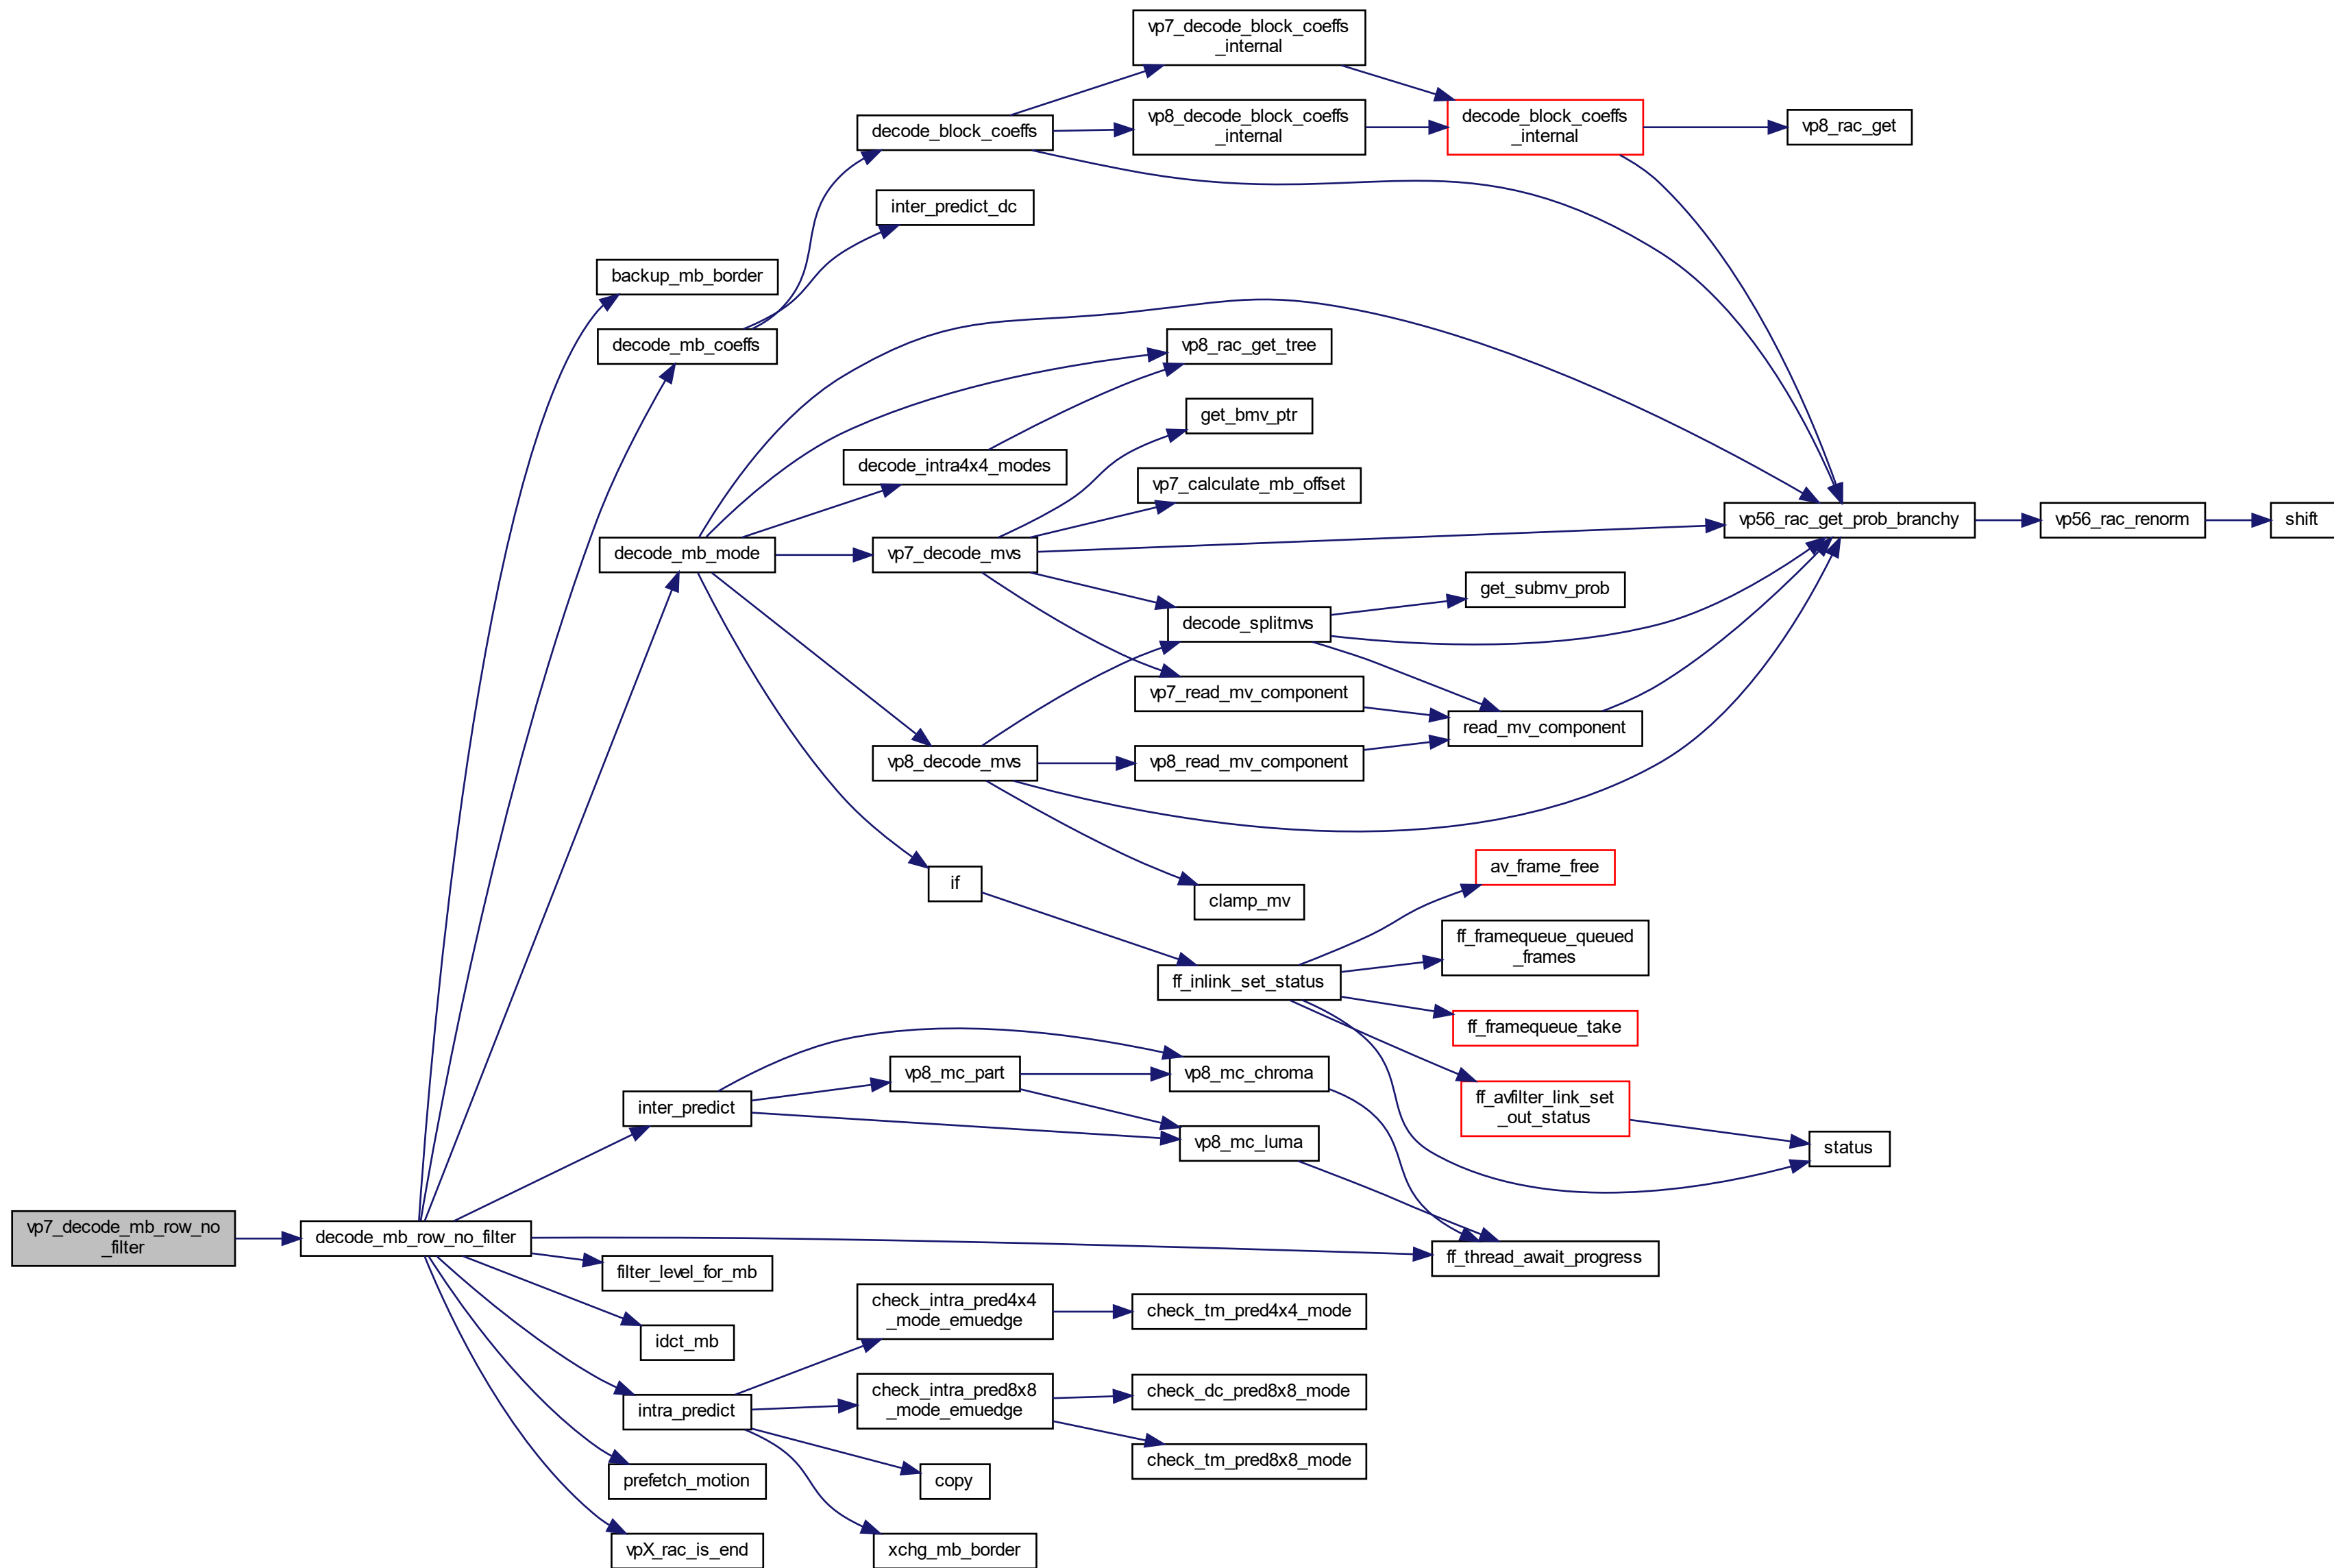 vp7_decode_block_coeffs
_internal
decode_block_coeffs
vp8_decode_block_coeffs
_internal
decode_block_coeffs
_internal
vp8_rac_get
inter_predict_dc
backup_mb_border
decode_mb_coeffs
vp8_rac_get_tree
get_bmv_ptr
decode_intra4x4_modes
vp7_calculate_mb_offset
decode_mb_mode
vp7_decode_mvs
vp56_rac_get_prob_branchy
vp56_rac_renorm
shift
get_submv_prob
decode_splitmvs
vp7_read_mv_component
read_mv_component
vp8_decode_mvs
vp8_read_mv_component
if
clamp_mv
av_frame_free
ff_framequeue_queued
_frames
ff_inlink_set_status
ff_framequeue_take
inter_predict
vp8_mc_part
vp8_mc_chroma
ff_avfilter_link_set
_out_status
vp8_mc_luma
status
vp7_decode_mb_row_no
_filter
decode_mb_row_no_filter
filter_level_for_mb
ff_thread_await_progress
idct_mb
check_intra_pred4x4
_mode_emuedge
check_tm_pred4x4_mode
intra_predict
check_intra_pred8x8
_mode_emuedge
check_dc_pred8x8_mode
check_tm_pred8x8_mode
prefetch_motion
copy
vpX_rac_is_end
xchg_mb_border